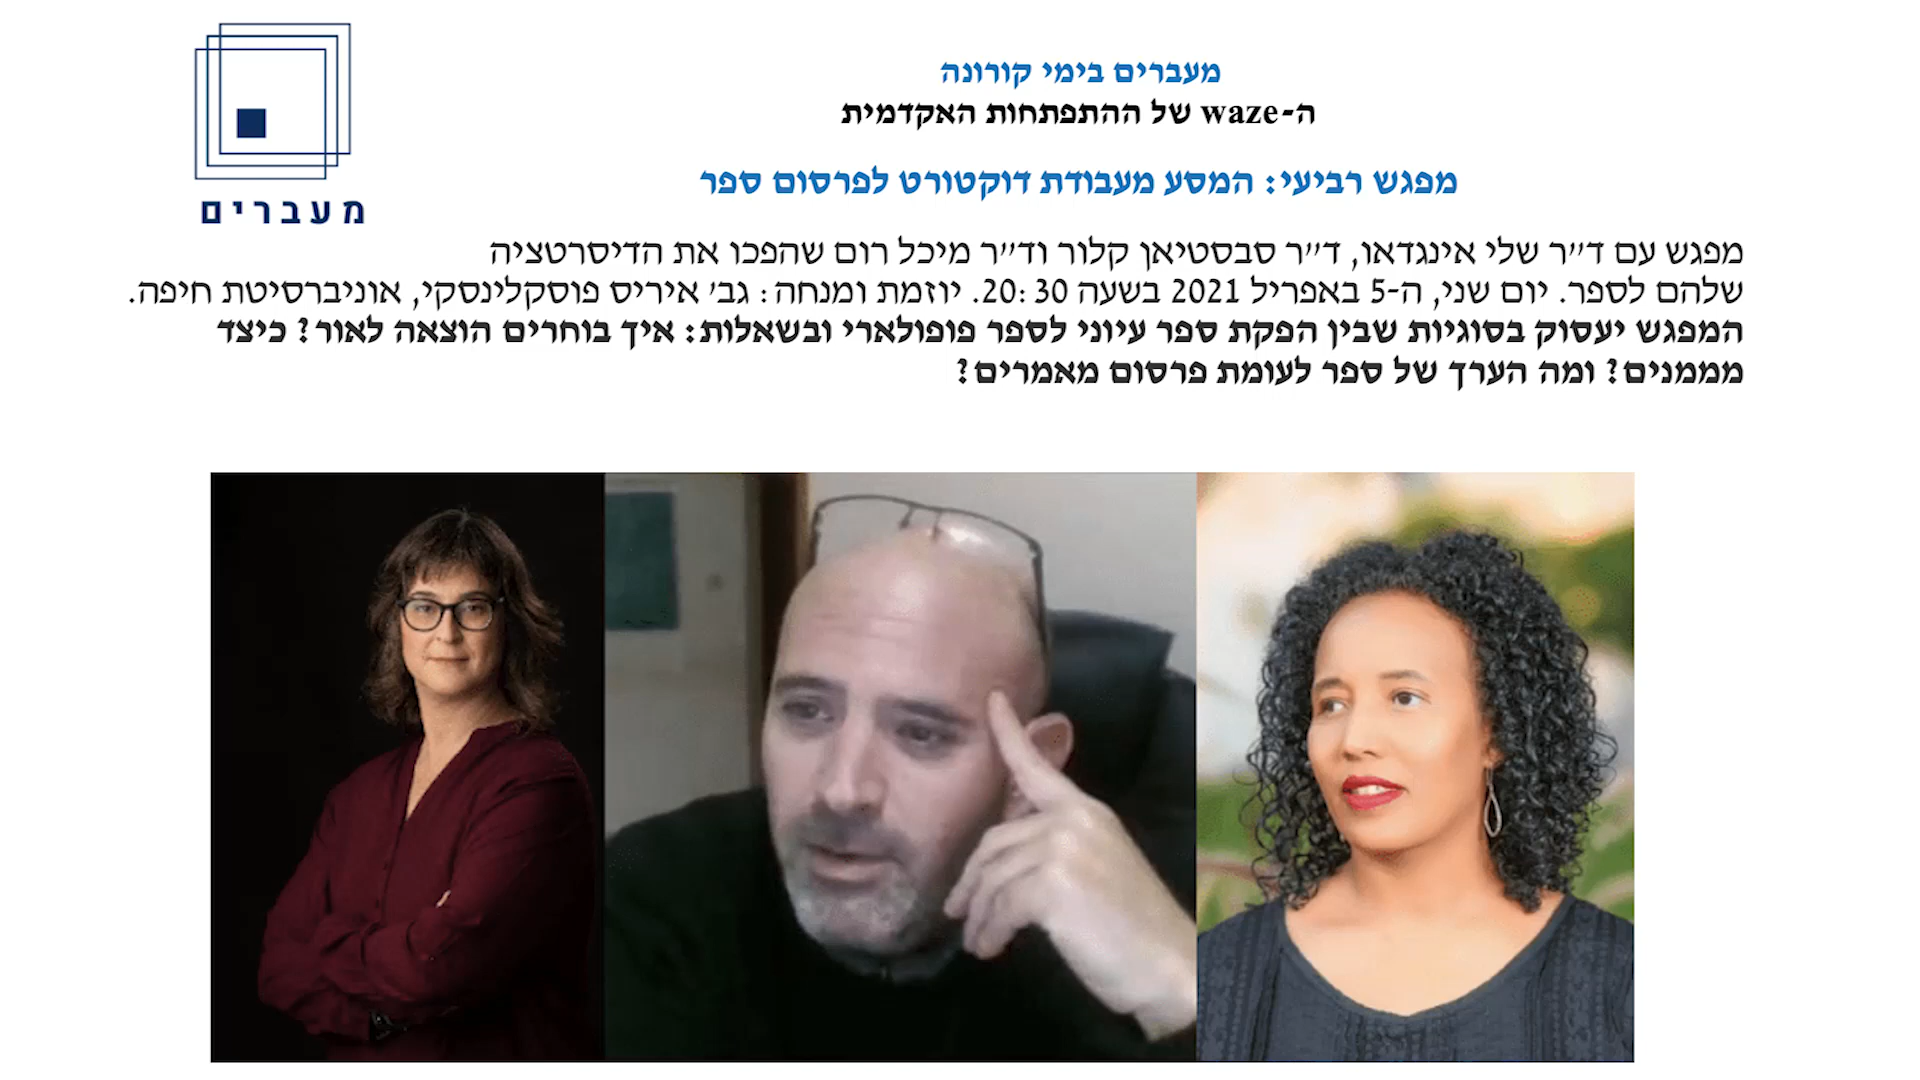 מעברים
מעברים בימי קורונה
ה-waze של ההתפתחות האקדמית
מפגש רביעי: המסע מעבודת דוקטורט לפרסום ספר
מפגש עם ד״ר שלי אינגדאו, ד״ר סבסטיאן קלור וד״ר מיכל רום שהפכו את הדיסרטציה
שלהם לספר. יום שני, ה-5 באפריל 2021 בשעה 20:30. יוזמת ומנחה: גב׳ איריס פוסקלינסקי, אוניברסיטת חיפה.
המפגש יעסוק בסוגיות שבין הפקת ספר עיוני לספר פופולארי ובשאלות: איך בוחרים הוצאה לאור? כיצד
מממנים? ומה הערך של ספר לעומת פרסום מאמרים?